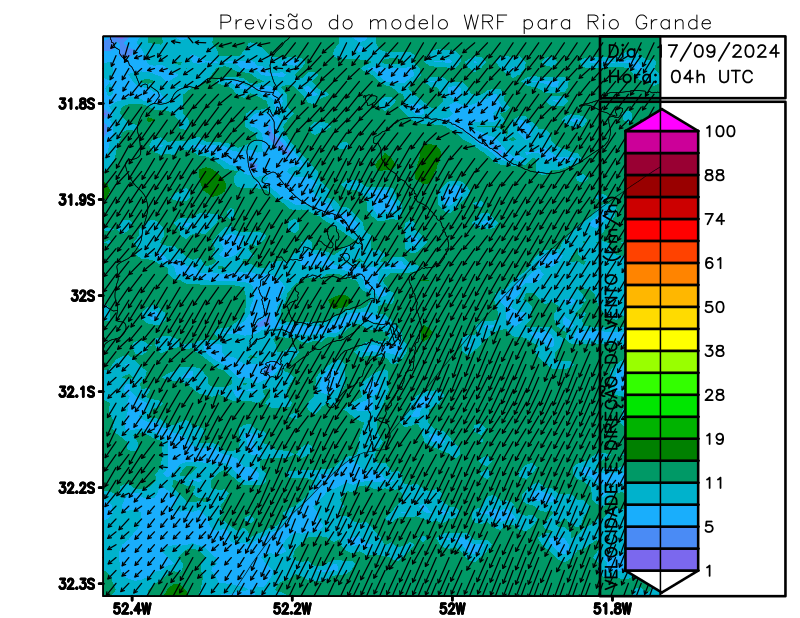 Previsão do modelo WRF para Rio Grande
Dia: 17/09/2024
Hora: 04h UTC
31.8S
31.9S
32S
32.1S
32.2S
32.3S
52.4W
52.2W
52W
51.8W
VELOCIDADE E DIREÇÃO DO VENTO (km/h)
100
88
74
61
50
38
28
19
11
5
1